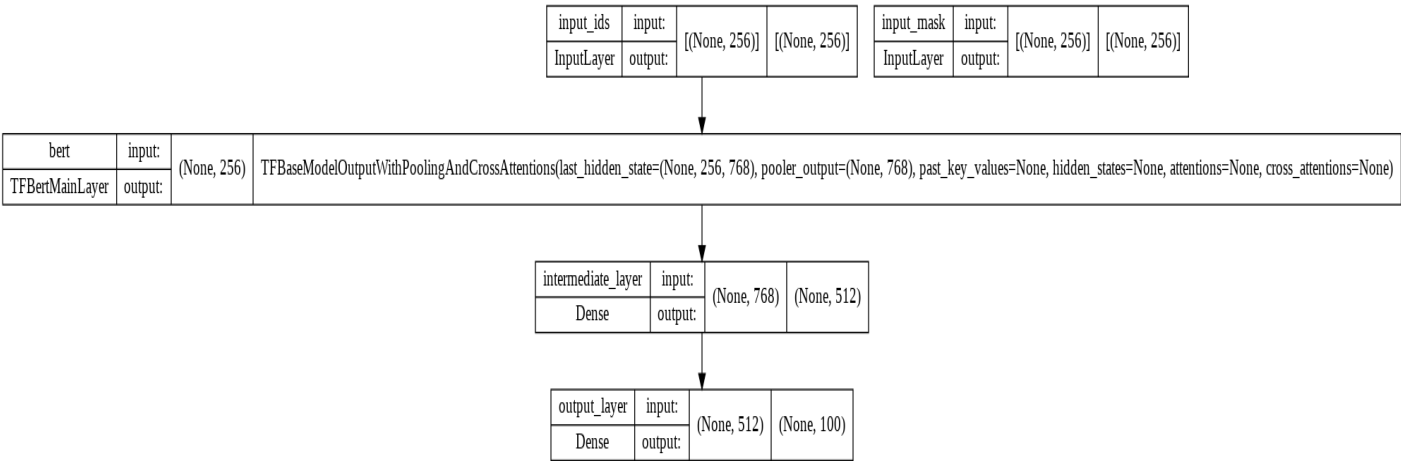 input_ids input: [(None, 256)] [(None, 256)]
InputLayer output:
input_mask input: [(None, 256)] [(None, 256)]
InputLayer output:
bert input: (None, 256) TFBaseModelOutputWithPoolingAndCrossAttentions(last_hidden_state=(None, 256, 768), pooler_output=(None, 768), past_key_values=None, hidden_states=None, attentions=None, cross_attentions=None)
TFBertMainLayer output:
intermediate_layer input: (None, 768) (None, 512)
Dense output:
output_layer input: (None, 512) (None, 100)
Dense output: